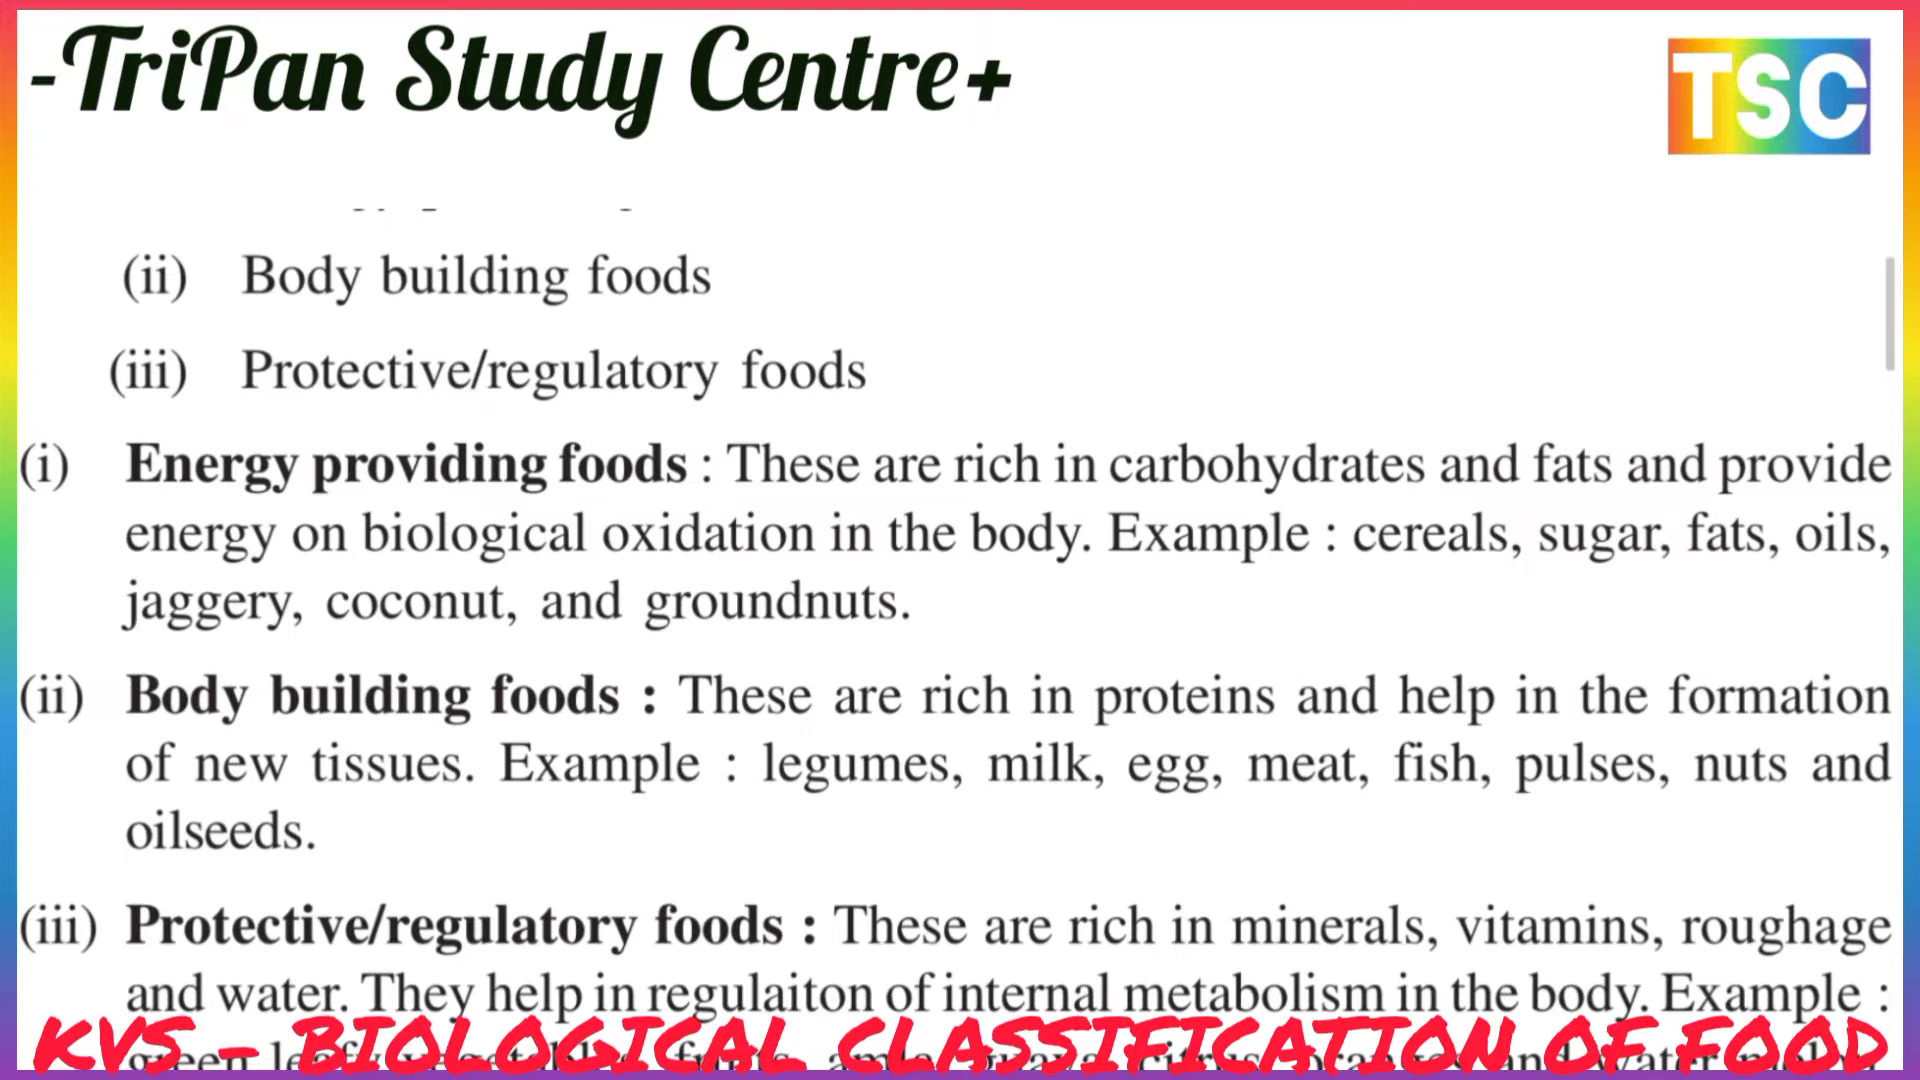 -TriPan Study Centre+
TSC
(ii) Body building foods
(iii) Protective/regulatory foods
(i) Energy providing foods : These are rich in carbohydrates and fats and provide
energy on biological oxidation in the body. Example : cereals, sugar, fats, oils,
jaggery, coconut, and groundnuts.
(ii) Body building foods : These are rich in proteins and help in the formation
of new tissues. Example : legumes, milk, egg, meat, fish, pulses, nuts and
oilseeds.
(iii) Protective/regulatory foods : These are rich in minerals, vitamins, roughage
and water. They help in regulaiton of internal metabolism in the body. Example :
green
KVS - BIOLOGICAL CLASSIFICATION OF FOOD